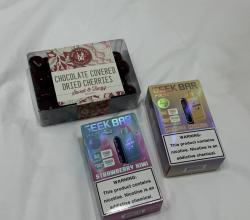 CHOCOLATE COVERED
DRIED CHERRIES
Sweet & Tangy
GEEK BAR
WARNING:
This product contains
nicotine. Nicotine is an
addictive chemical.
GEEK BAR
STRAWBERRY KIWI
WARNING:
This product contains
nicotine. Nicotine is an
addictive chemical.